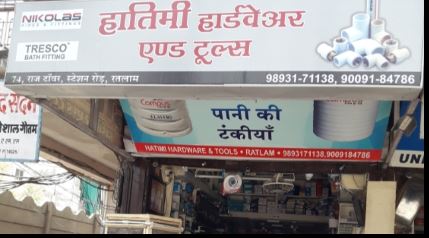 NIKOLAS
हातिमी हार्डवेअर
एण्ड टूल्स
TRESCO
BATH FITTING
74, राज टॉवर, स्टेशन रोड़, रतलाम
98931-71138, 90091-84786
पानी की
टंकीयाँ
HATIMI HARDWARE & TOOLS • RATLAM • 9893171138, 9009184786